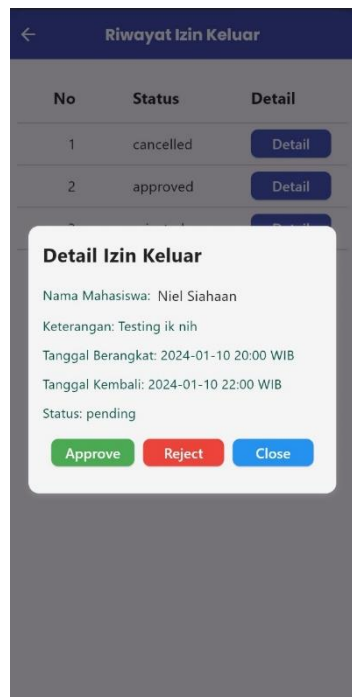 Riwayat Izin Keluar
No Status Detail
1 cancelled Detail
2 approved Detail
Detail Izin Keluar
Nama Mahasiswa: Niel Siahaan
Keterangan: Testing ik nih
Tanggal Berangkat: 2024-01-10 20:00 WIB
Tanggal Kembali: 2024-01-10 22:00 WIB
Status: pending
Approve Reject Close